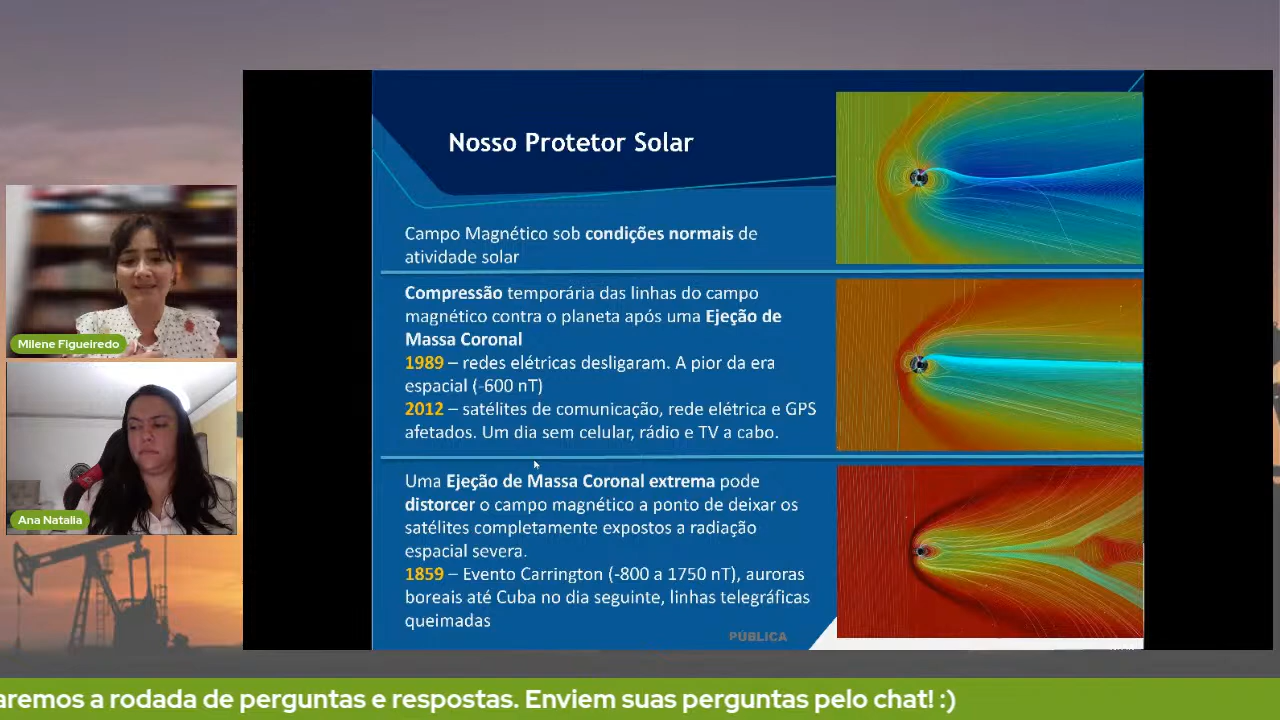 Nosso Protetor Solar
Campo Magnético sob condições normais de
atividade solar
Compressão temporária das linhas do campo
magnético contra o planeta após uma Ejeção de
Massa Coronal
1989 – redes elétricas desligaram. A pior da era
espacial (-600 nT)
2012 – satélites de comunicação, rede elétrica e GPS
afetados. Um dia sem celular, rádio e TV a cabo.
Uma Ejeção de Massa Coronal extrema pode
distorcer o campo magnético a ponto de deixar os
satélites completamente expostos a radiação
espacial severa.
1859 – Evento Carrington (-800 a 1750 nT), auroras
boreais até Cuba no dia seguinte, linhas telegráficas
queimadas
PÚBLICA
Milene Figueiredo
Ana Natalia
aremos a rodada de perguntas e respostas. Enviem suas perguntas pelo chat! :)